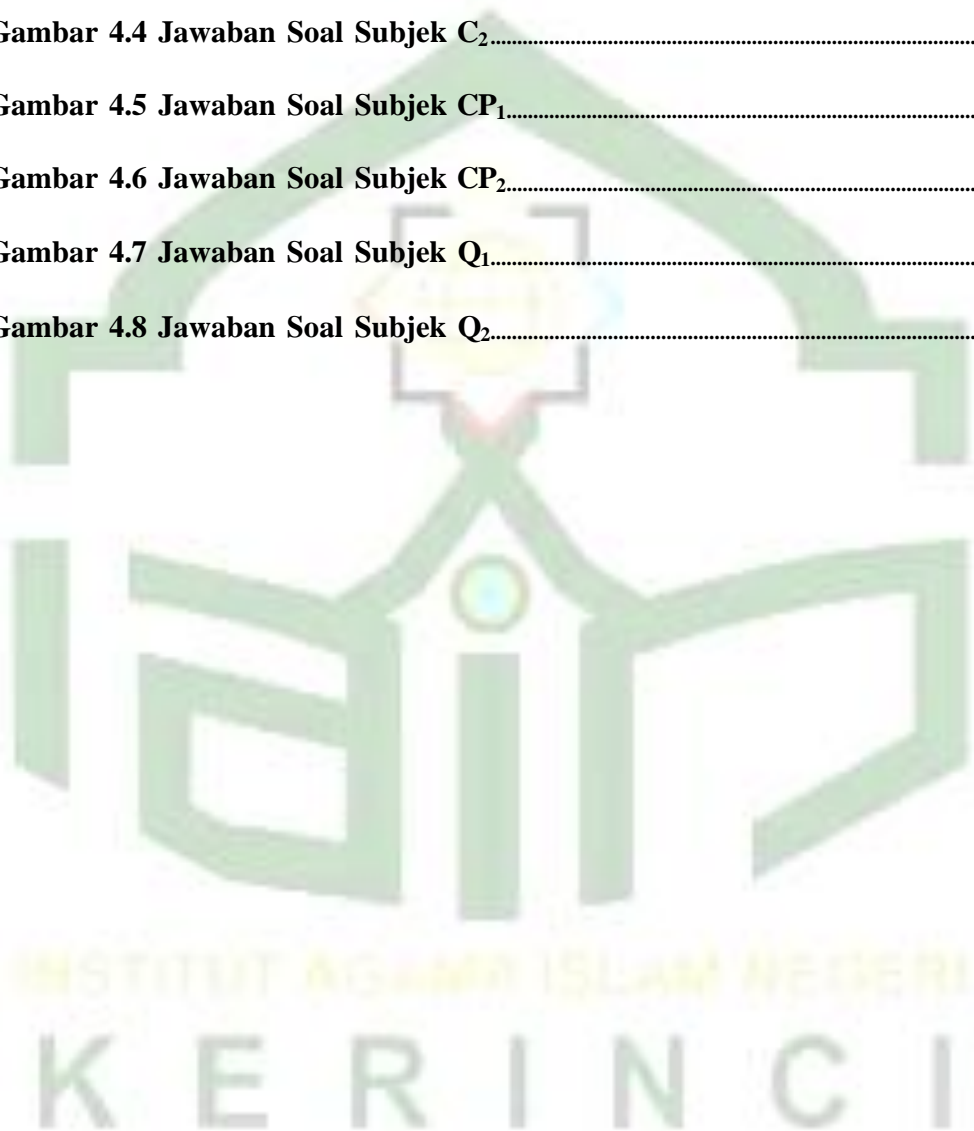 Gambar 4.4 Jawaban Soal Subjek C₂
Gambar 4.5 Jawaban Soal Subjek CP₁
Gambar 4.6 Jawaban Soal Subjek CP₂
Gambar 4.7 Jawaban Soal Subjek Q₁
Gambar 4.8 Jawaban Soal Subjek Q₂
iain
INSTITUT AGAMA ISLAM NEGERI
KERINCI